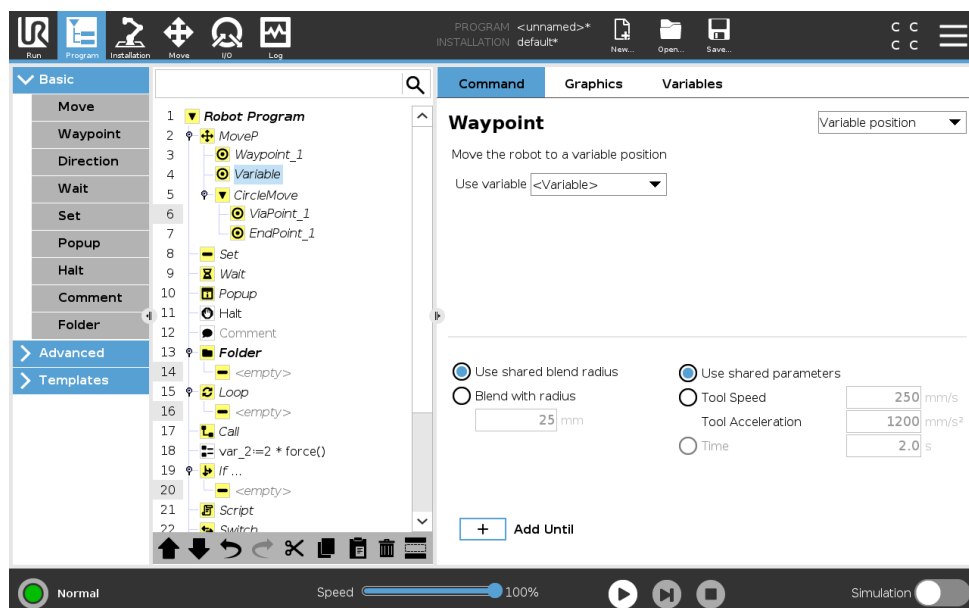 PROGRAM <unnamed>*
INSTALLATION default*
C C
C C
Run Program Installation Move I/O Log New... Open... Save...
Basic
Move
Waypoint
Direction
Wait
Set
Popup
Halt
Comment
Folder
Advanced
Templates
1 Robot Program
2 MoveP
3 Waypoint_1
4 Variable
5 CircleMove
6 ViaPoint_1
7 EndPoint_1
8 Set
9 Wait
10 Popup
11 Halt
12 Comment
13 Folder
14 <empty>
15 Loop
16 <empty>
17 Call
18 var_2:=2 * force()
19 If ...
20 <empty>
21 Script
22 Switch
Command Graphics Variables
Waypoint Variable position
Move the robot to a variable position
Use variable <Variable>
Use shared blend radius
Blend with radius
25 mm
Use shared parameters
Tool Speed 250 mm/s
Tool Acceleration 1200 mm/s²
Time 2.0 s
+ Add Until
Normal Speed 100% Simulation